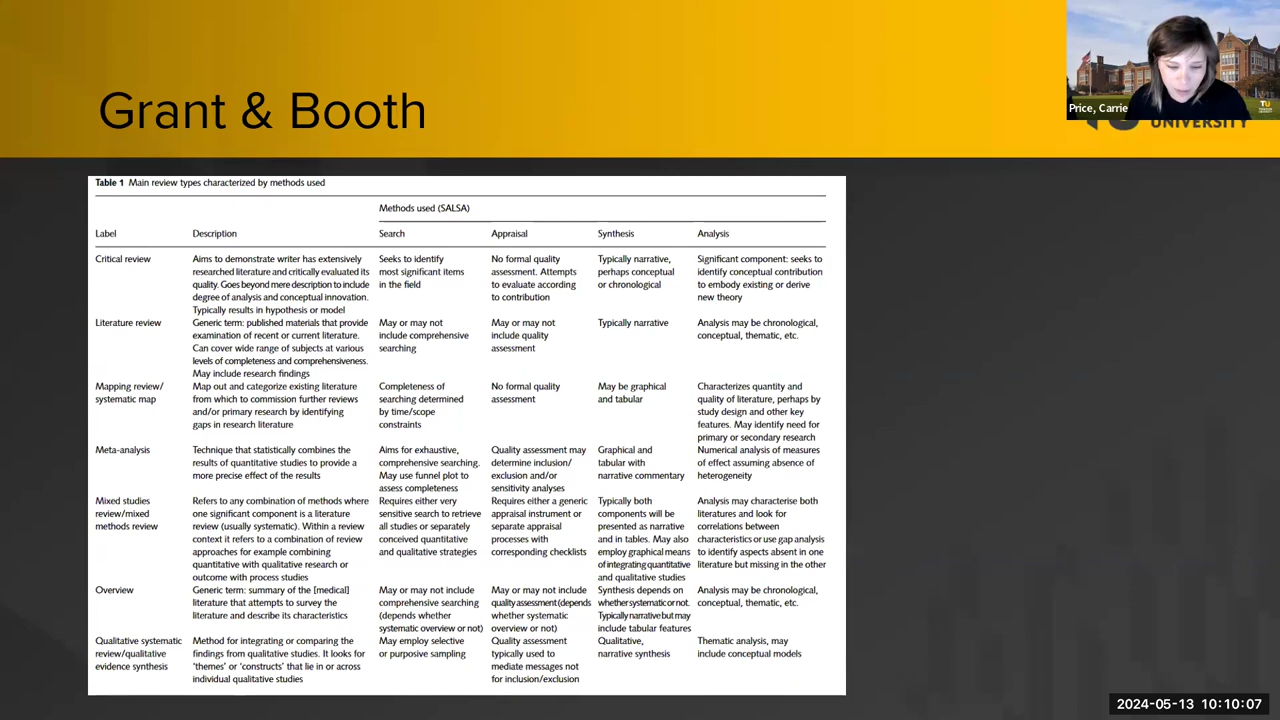 Grant & Booth
Price, Carrie
TU
UNIVERSITY
Table 1 Main review types characterized by methods used
Methods used (SALSA)
Label Description Search Appraisal Synthesis Analysis
Critical review Aims to demonstrate writer has extensively Seeks to identify No formal quality Typically narrative, Significant component: seeks to
researched literature and critically evaluated its most significant items assessment. Attempts perhaps conceptual identify conceptual contribution
quality. Goes beyond mere description to include in the field to evaluate according or chronological to embody existing or derive
degree of analysis and conceptual innovation. to contribution new theory
Typically results in hypothesis or model
Literature review Generic term: published materials that provide May or may not May or may not Typically narrative Analysis may be chronological,
examination of recent or current literature. include comprehensive include quality conceptual, thematic, etc.
Can cover wide range of subjects at various searching assessment
levels of completeness and comprehensiveness.
May include research findings
Mapping review/ Map out and categorize existing literature Completeness of No formal quality May be graphical Characterizes quantity and
systematic map from which to commission further reviews searching determined assessment and tabular quality of literature, perhaps by
and/or primary research by identifying by time/scope study design and other key
gaps in research literature constraints features. May identify need for
primary or secondary research
Meta-analysis Technique that statistically combines the Aims for exhaustive, Quality assessment may Graphical and Numerical analysis of measures
results of quantitative studies to provide a comprehensive searching. determine inclusion/ tabular with of effect assuming absence of
more precise effect of the results May use funnel plot to exclusion and/or narrative commentary heterogeneity
assess completeness sensitivity analyses
Mixed studies Refers to any combination of methods where Requires either very Requires either a generic Typically both Analysis may characterise both
review/mixed one significant component is a literature sensitive search to retrieve appraisal instrument or components will be literatures and look for
methods review review (usually systematic). Within a review all studies or separately separate appraisal presented as narrative correlations between
context it refers to a combination of review conceived quantitative processes with and in tables. May also characteristics or use gap analysis
approaches for example combining and qualitative strategies corresponding checklists employ graphical means to identify aspects absent in one
quantitative with qualitative research or of integrating quantitative literature but missing in the other
outcome with process studies and qualitative studies
Overview Generic term: summary of the [medical] May or may not include May or may not include Synthesis depends on Analysis may be chronological,
literature that attempts to survey the comprehensive searching quality assessment (depends whether systematic or not. conceptual, thematic, etc.
literature and describe its characteristics (depends whether whether systematic Typically narrative but may
systematic overview or not) overview or not) include tabular features
Qualitative systematic Method for integrating or comparing the May employ selective Quality assessment Qualitative, Thematic analysis, may
review/qualitative findings from qualitative studies. It looks for or purposive sampling typically used to narrative synthesis include conceptual models
evidence synthesis 'themes' or 'constructs' that lie in or across mediate messages not
individual qualitative studies for inclusion/exclusion
2024-05-13 10:10:07